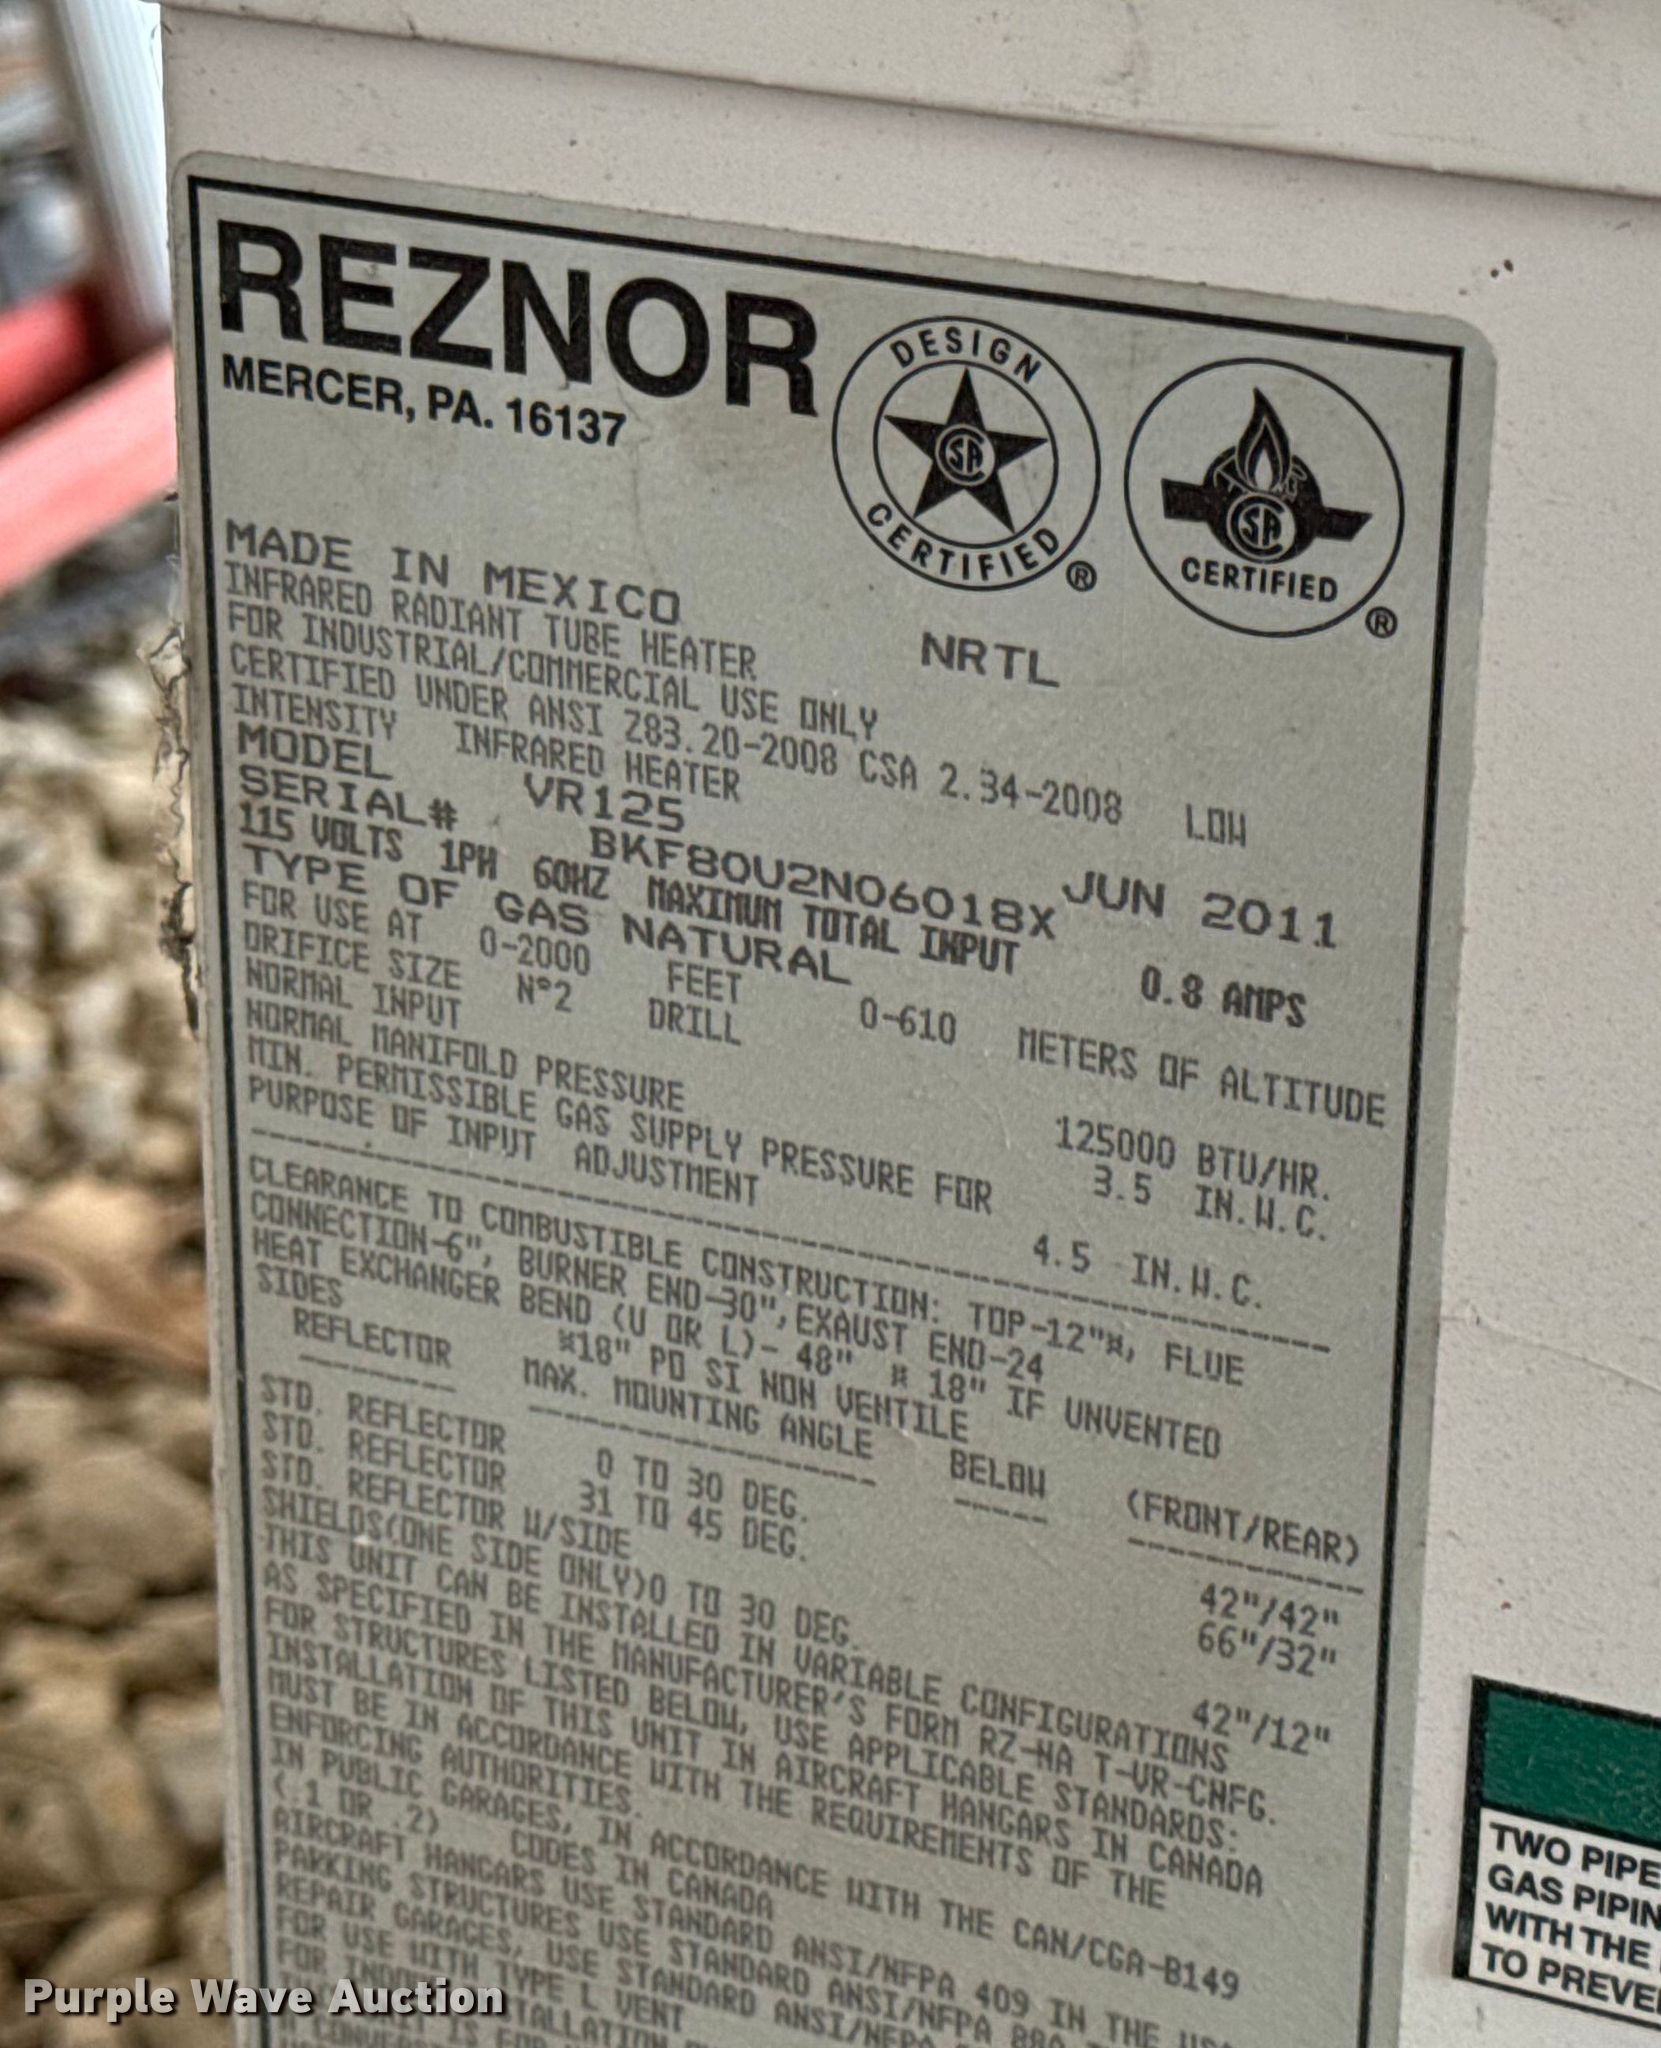 REZNOR
MERCER, PA. 16137
DESIGN CERTIFIED ®
CERTIFIED ®
MADE IN MEXICO
NRTL
INFRARED RADIANT TUBE HEATER
FOR INDUSTRIAL/COMMERCIAL USE ONLY
CERTIFIED UNDER ANSI Z83.20-2008 CSA 2.34-2008 LOW
INTENSITY INFRARED HEATER
MODEL VR125
SERIAL# BKF80U2N06018X JUN 2011
115 VOLTS 1PH 60HZ MAXIMUM TOTAL INPUT 0.8 AMPS
TYPE OF GAS NATURAL
FOR USE AT 0-2000 FEET 0-610 METERS OF ALTITUDE
ORIFICE SIZE N°2 DRILL
NORMAL INPUT 125000 BTU/HR.
NORMAL MANIFOLD PRESSURE 3.5 IN.W.C.
MIN. PERMISSIBLE GAS SUPPLY PRESSURE FOR
PURPOSE OF INPUT ADJUSTMENT 4.5 IN.W.C.
CLEARANCE TO COMBUSTIBLE CONSTRUCTION: TOP-12"*, FLUE
CONNECTION-6", BURNER END-30", EXAUST END-24
HEAT EXCHANGER BEND (U OR L)- 48" * 18" IF UNVENTED
SIDES *18" PO SI NON VENTILE
REFLECTOR MAX. MOUNTING ANGLE BELOW (FRONT/REAR)
STD. REFLECTOR 0 TO 30 DEG. 42"/42"
STD. REFLECTOR 31 TO 45 DEG. 66"/32"
STD. REFLECTOR W/SIDE
SHIELDS(ONE SIDE ONLY)0 TO 30 DEG. 42"/12"
THIS UNIT CAN BE INSTALLED IN VARIABLE CONFIGURATIONS
AS SPECIFIED IN THE MANUFACTURER'S FORM RZ-NA T-VR-CNFG.
FOR STRUCTURES LISTED BELOW, USE APPLICABLE STANDARDS:
INSTALLATION OF THIS UNIT IN AIRCRAFT HANGARS IN CANADA
MUST BE IN ACCORDANCE WITH THE REQUIREMENTS OF THE
ENFORCING AUTHORITIES.
IN PUBLIC GARAGES, IN ACCORDANCE WITH THE CAN/CGA-B149
(.1 OR .2) CODES IN CANADA
AIRCRAFT HANGARS USE STANDARD ANSI/NFPA 409 IN THE
PARKING STRUCTURES USE STANDARD ANSI/NFPA 88A
REPAIR GARAGES, USE STANDARD ANSI/NFPA
FOR USE WITH TYPE L VENT
FOR
TWO PIPE
GAS PIPIN
WITH THE
TO PREVE
Purple Wave Auction